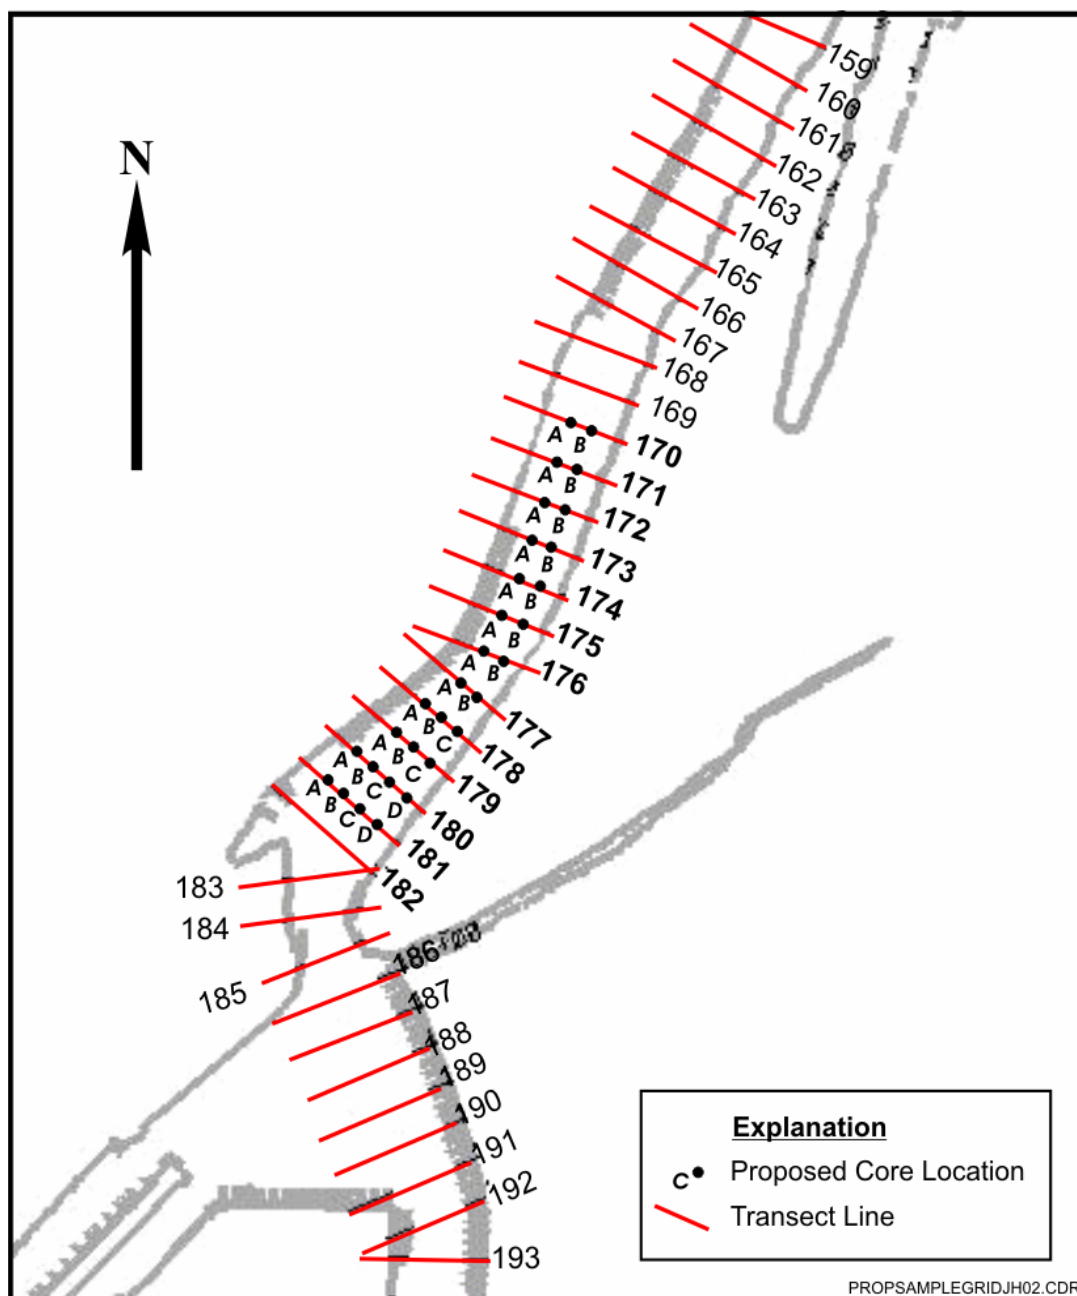 159
160
1618
162
N
163
164
165
166
167
168
169
A B 170
A B 171
A B 172
A B 173
A B 174
A B 175
A B 176
A B 177
A B C 178
A B C 179
A B C D 180
A B C D 181
182
183
184
185
186
187
188
189
190
191
192
193
Explanation
C Proposed Core Location
Transect Line
PROPSAMPLEGRIDJH02.CDR